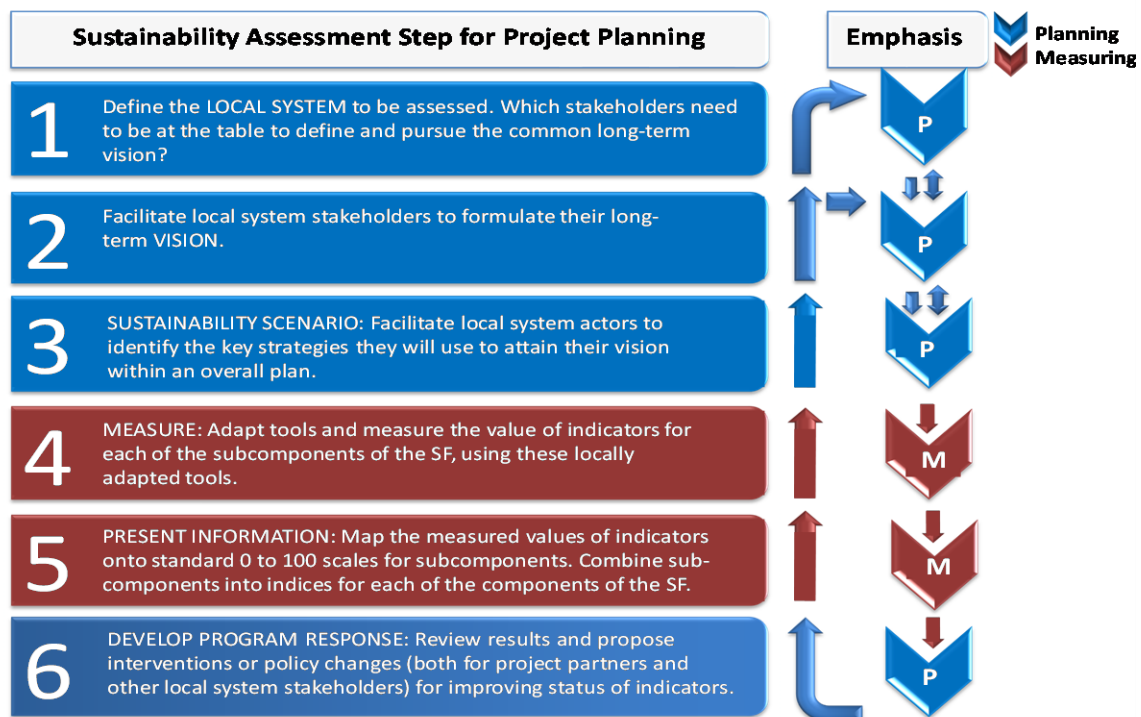 Sustainability Assessment Step for Project Planning
Emphasis
Planning
Measuring
1
Define the LOCAL SYSTEM to be assessed. Which stakeholders need
to be at the table to define and pursue the common long-term
vision?
P
2
Facilitate local system stakeholders to formulate their long-
term VISION.
P
3
SUSTAINABILITY SCENARIO: Facilitate local system actors to
identify the key strategies they will use to attain their vision
within an overall plan.
P
4
MEASURE: Adapt tools and measure the value of indicators for
each of the subcomponents of the SF, using these locally
adapted tools.
M
5
PRESENT INFORMATION: Map the measured values of indicators
onto standard 0 to 100 scales for subcomponents. Combine sub-
components into indices for each of the components of the SF.
M
6
DEVELOP PROGRAM RESPONSE: Review results and propose
interventions or policy changes (both for project partners and
other local system stakeholders) for improving status of indicators.
P